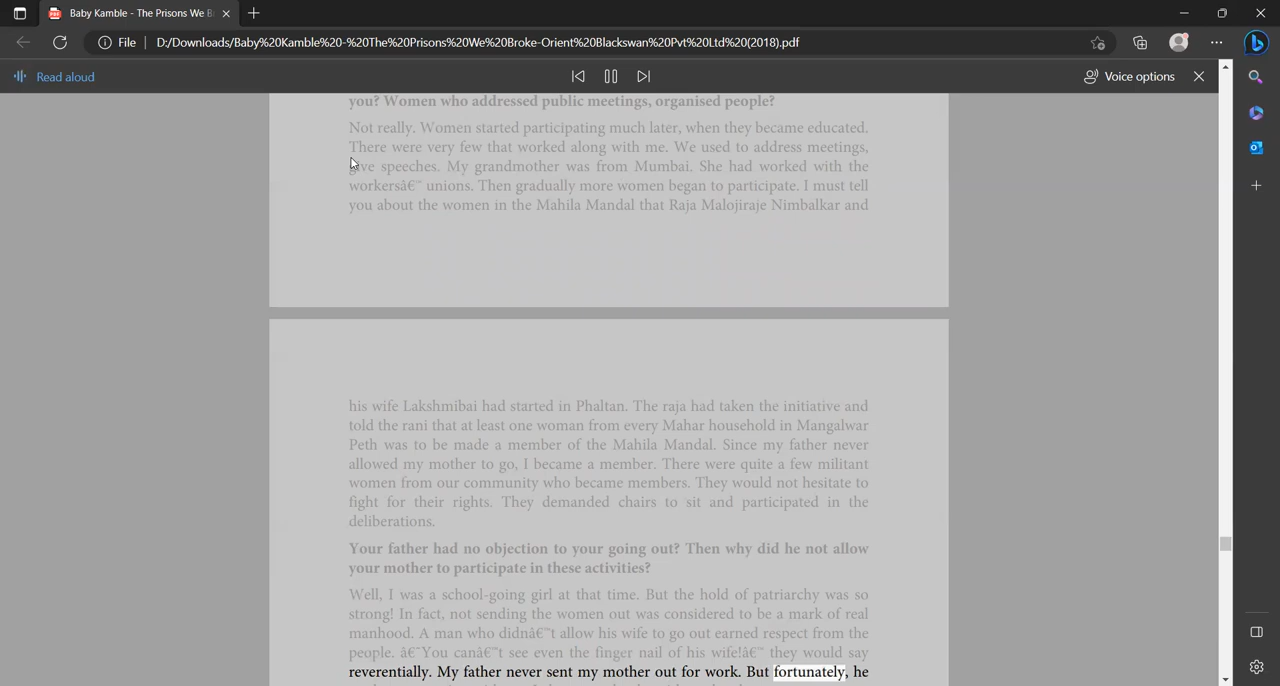 Baby Kamble - The Prisons We B
File
D:/Downloads/Baby%20Kamble%20-%20The%20Prisons%20We%20Broke-Orient%20Blackswan%20Pvt%20Ltd%20(2018).pdf
Read aloud
Voice options
you? Women who addressed public meetings, organised people?
Not really. Women started participating much later, when they became educated.
There were very few that worked along with me. We used to address meetings,
give speeches. My grandmother was from Mumbai. She had worked with the
workersâ€™ unions. Then gradually more women began to participate. I must tell
you about the women in the Mahila Mandal that Raja Malojiraje Nimbalkar and
his wife Lakshmibai had started in Phaltan. The raja had taken the initiative and
told the rani that at least one woman from every Mahar household in Mangalwar
Peth was to be made a member of the Mahila Mandal. Since my father never
allowed my mother to go, I became a member. There were quite a few militant
women from our community who became members. They would not hesitate to
fight for their rights. They demanded chairs to sit and participated in the
deliberations.
Your father had no objection to your going out? Then why did he not allow
your mother to participate in these activities?
Well, I was a school-going girl at that time. But the hold of patriarchy was so
strong! In fact, not sending the women out was considered to be a mark of real
manhood. A man who didnâ€™t allow his wife to go out earned respect from the
people. â€˜You canâ€™t see even the finger nail of his wife!â€™ they would say
reverentially. My father never sent my mother out for work. But fortunately, he